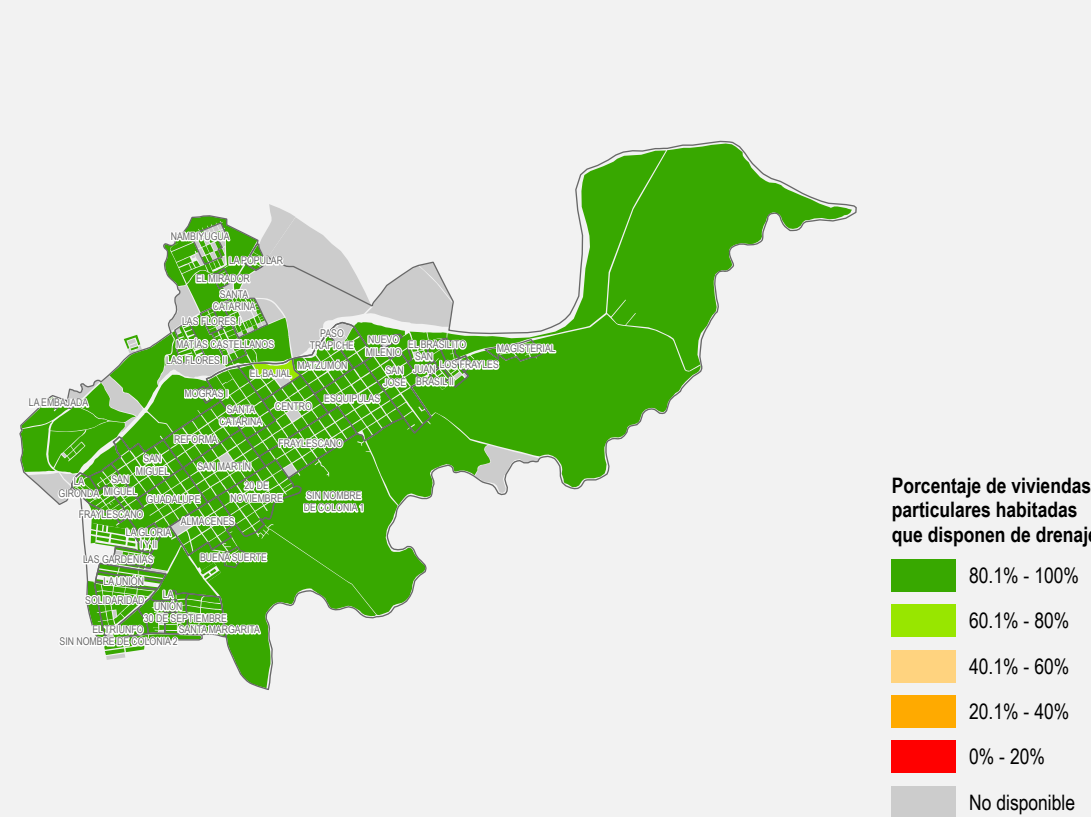 NAMBIYUGUA
LA POPULAR
EL MIRADOR
SANTA
CATARINA
LAS FLORES I
MATÍAS CASTELLANOS
LAS FLORES II
PASO
TRAPICHE
NUEVO
MILENIO
EL BRASILITO
MAGISTERIAL
SAN
JUAN
LOS FRAYLES
MATZUMÓN
EL BAJIAL
SAN
JOSÉ
BRASIL II
MOGRAS I
ESQUIPULAS
LA EMBAJADA
SANTA
CATARINA
CENTRO
REFORMA
FRAYLESCANO
SAN
MIGUEL
SAN MARTÍN
LA
GIRONDA
SAN
MIGUEL
20 DE
NOVIEMBRE
GUADALUPE
SIN NOMBRE
DE COLONIA 1
FRAYLESCANO
ALMACENES
LA GLORIA
I Y II
LAS GARDENIAS
BUENA SUERTE
LA UNIÓN
SOLIDARIDAD
LA
UNIÓN
30 DE SEPTIEMBRE
EL TRIUNFO
SANTA MARGARITA
SIN NOMBRE DE COLONIA 2
Porcentaje de viviendas
particulares habitadas
que disponen de drenaje
80.1% - 100%
60.1% - 80%
40.1% - 60%
20.1% - 40%
0% - 20%
No disponible